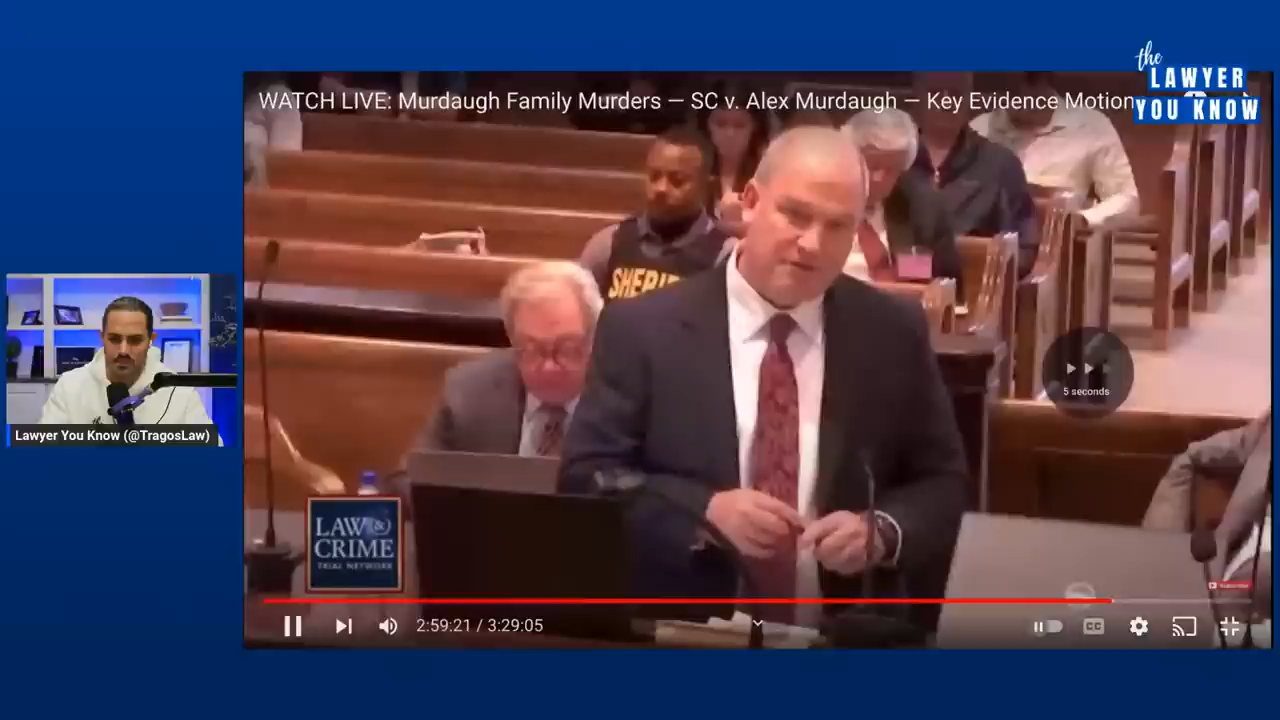 the
LAWYER
YOU KNOW
WATCH LIVE: Murdaugh Family Murders — SC v. Alex Murdaugh — Key Evidence Motion
5 seconds
Lawyer You Know (@TragosLaw)
LAW &
CRIME
TRIAL NETWORK
2:59:21 / 3:29:05
CC